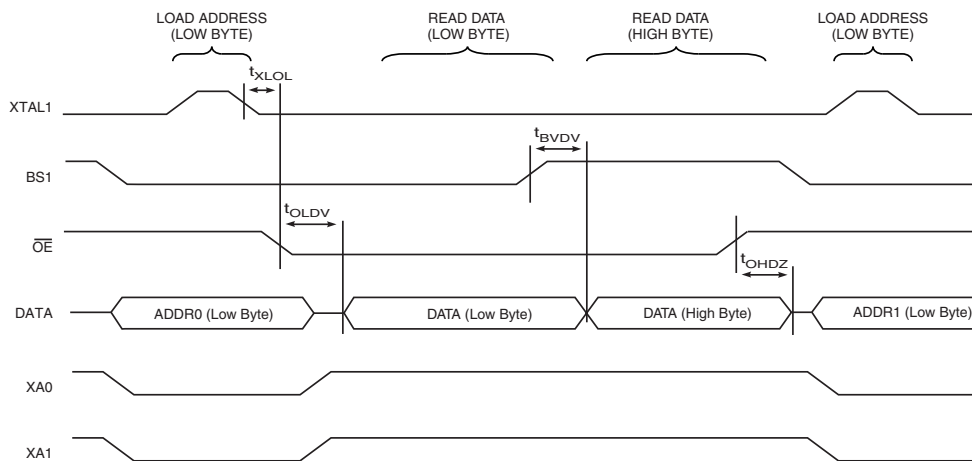 LOAD ADDRESS
(LOW BYTE)
READ DATA
(LOW BYTE)
READ DATA
(HIGH BYTE)
LOAD ADDRESS
(LOW BYTE)
tXLOL
XTAL1
tBVDV
BS1
tOLDV
OE
tOHDZ
DATA
ADDR0 (Low Byte)
DATA (Low Byte)
DATA (High Byte)
ADDR1 (Low Byte)
XA0
XA1